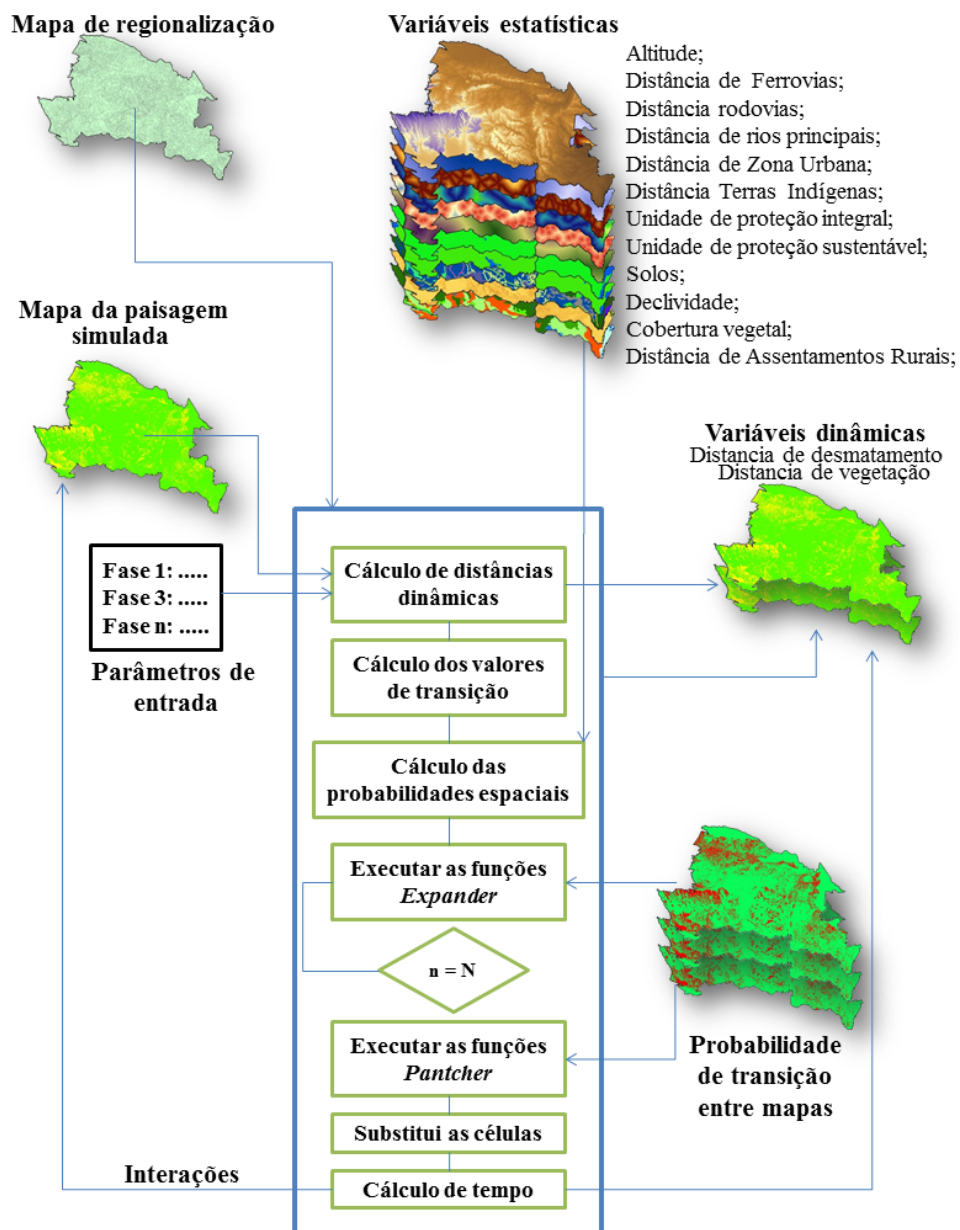 Mapa de regionalização
Variáveis estatísticas
Altitude;
Distância de Ferrovias;
Distância rodovias;
Distância de rios principais;
Distância de Zona Urbana;
Distância Terras Indígenas;
Unidade de proteção integral;
Unidade de proteção sustentável;
Solos;
Declividade;
Cobertura vegetal;
Distância de Assentamentos Rurais;
Mapa da paisagem
simulada
Variáveis dinâmicas
Distancia de desmatamento
Distancia de vegetação
Fase 1: .....
Fase 3: .....
Fase n: .....
Parâmetros de
entrada
Cálculo de distâncias
dinâmicas
Cálculo dos valores
de transição
Cálculo das
probabilidades espaciais
Executar as funções
Expander
n = N
Executar as funções
Pantcher
Probabilidade
de transição
entre mapas
Substitui as células
Interações
Cálculo de tempo